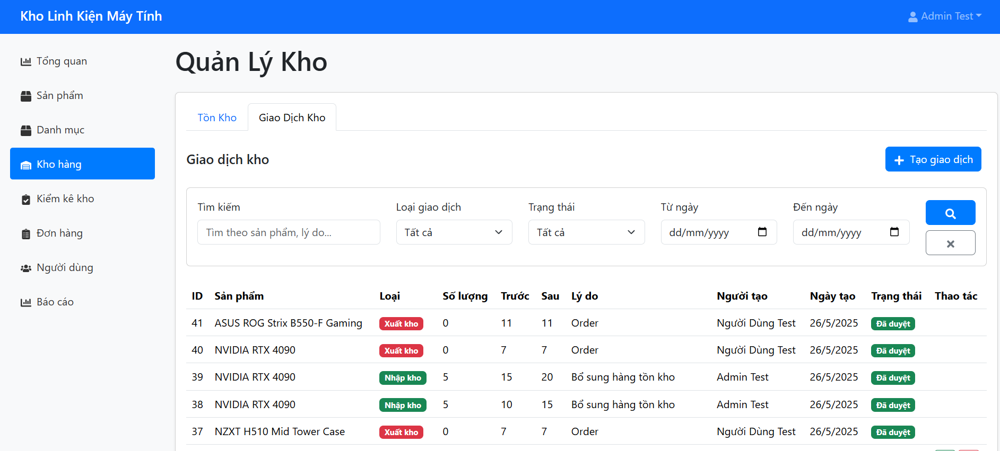 Kho Linh Kiện Máy Tính
Admin Test
Tổng quan
Sản phẩm
Danh mục
Kho hàng
Kiểm kê kho
Đơn hàng
Người dùng
Báo cáo
Quản Lý Kho
Tồn Kho Giao Dịch Kho
Giao dịch kho
Tạo giao dịch
Tìm kiếm Loại giao dịch Trạng thái Từ ngày Đến ngày
Tìm theo sản phẩm, lý do... Tất cả Tất cả dd/mm/yyyy dd/mm/yyyy
ID Sản phẩm Loại Số lượng Trước Sau Lý do Người tạo Ngày tạo Trạng thái Thao tác
41 ASUS ROG Strix B550-F Gaming Xuất kho 0 11 11 Order Người Dùng Test 26/5/2025 Đã duyệt
40 NVIDIA RTX 4090 Xuất kho 0 7 7 Order Người Dùng Test 26/5/2025 Đã duyệt
39 NVIDIA RTX 4090 Nhập kho 5 15 20 Bổ sung hàng tồn kho Admin Test 26/5/2025 Đã duyệt
38 NVIDIA RTX 4090 Nhập kho 5 10 15 Bổ sung hàng tồn kho Admin Test 26/5/2025 Đã duyệt
37 NZXT H510 Mid Tower Case Xuất kho 0 7 7 Order Người Dùng Test 26/5/2025 Đã duyệt